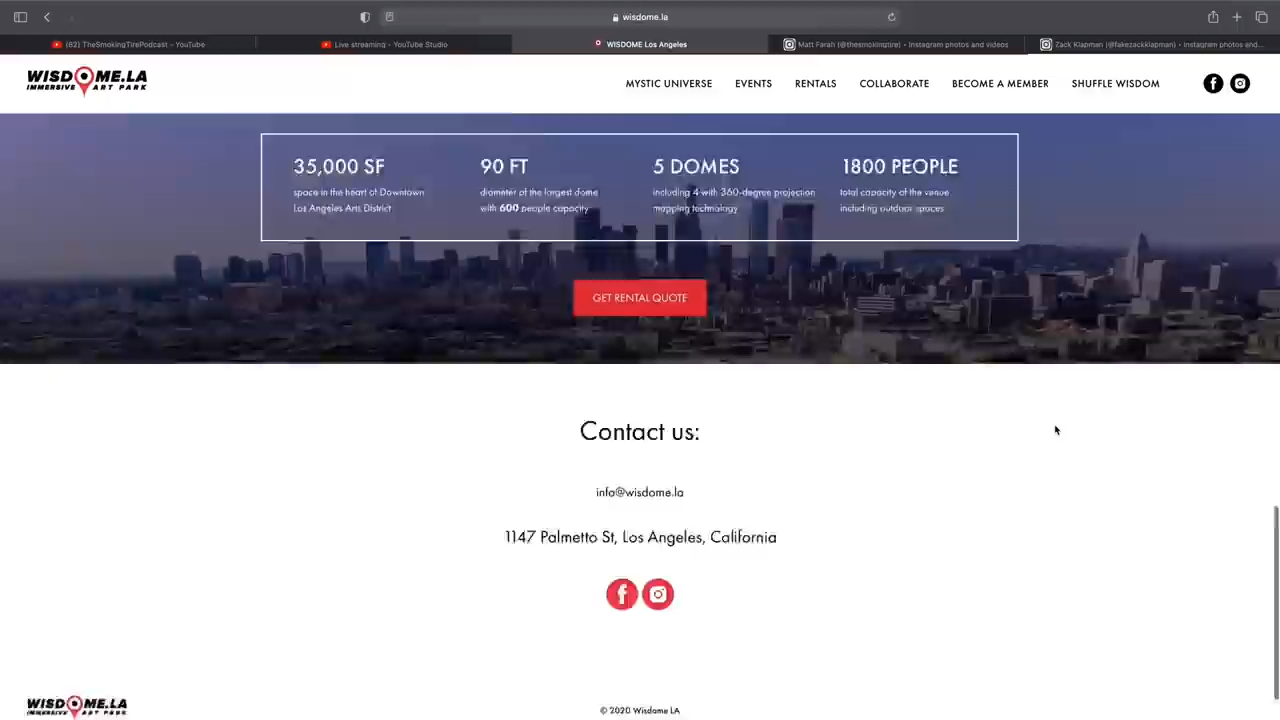 wisdome.la
(82) TheSmokingTirePodcast - YouTube
Live streaming - YouTube Studio
WISDOME Los Angeles
Matt Farah (@thesmokingtire) • Instagram photos and videos
Zack Klapman (@fakezackklapman) • Instagram photos and...
WISDOME.LA
IMMERSIVE ART PARK
MYSTIC UNIVERSE
EVENTS
RENTALS
COLLABORATE
BECOME A MEMBER
SHUFFLE WISDOM
35,000 SF
space in the heart of Downtown
Los Angeles Arts District
90 FT
diameter of the largest dome
with 600 people capacity
5 DOMES
including 4 with 360-degree projection
mapping technology
1800 PEOPLE
total capacity of the venue
including outdoor spaces
GET RENTAL QUOTE
Contact us:
info@wisdome.la
1147 Palmetto St, Los Angeles, California
WISDOME.LA
IMMERSIVE ART PARK
© 2020 Wisdome LA